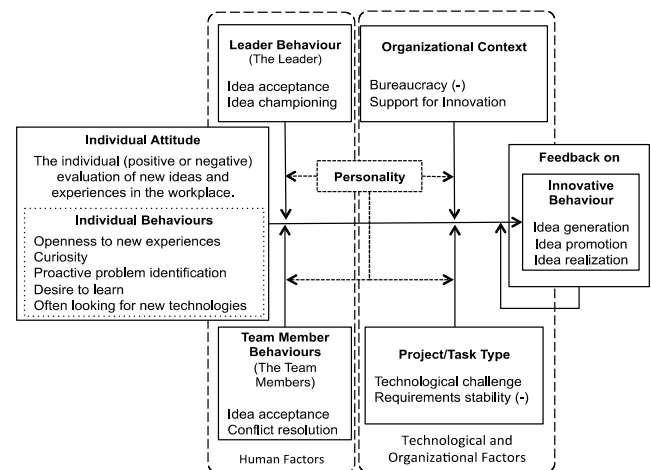 Leader Behaviour
(The Leader)
Idea acceptance
Idea championing
Organizational Context
Bureaucracy (-)
Support for Innovation
Individual Attitude
The individual (positive or negative)
evaluation of new ideas and
experiences in the workplace.
Individual Behaviours
Openness to new experiences
Curiosity
Proactive problem identification
Desire to learn
Often looking for new technologies
Personality
Feedback on
Innovative
Behaviour
Idea generation
Idea promotion
Idea realization
Team Member
Behaviours
(The Team
Members)
Idea acceptance
Conflict resolution
Human Factors
Project/Task Type
Technological challenge
Requirements stability (-)
Technological and
Organizational Factors